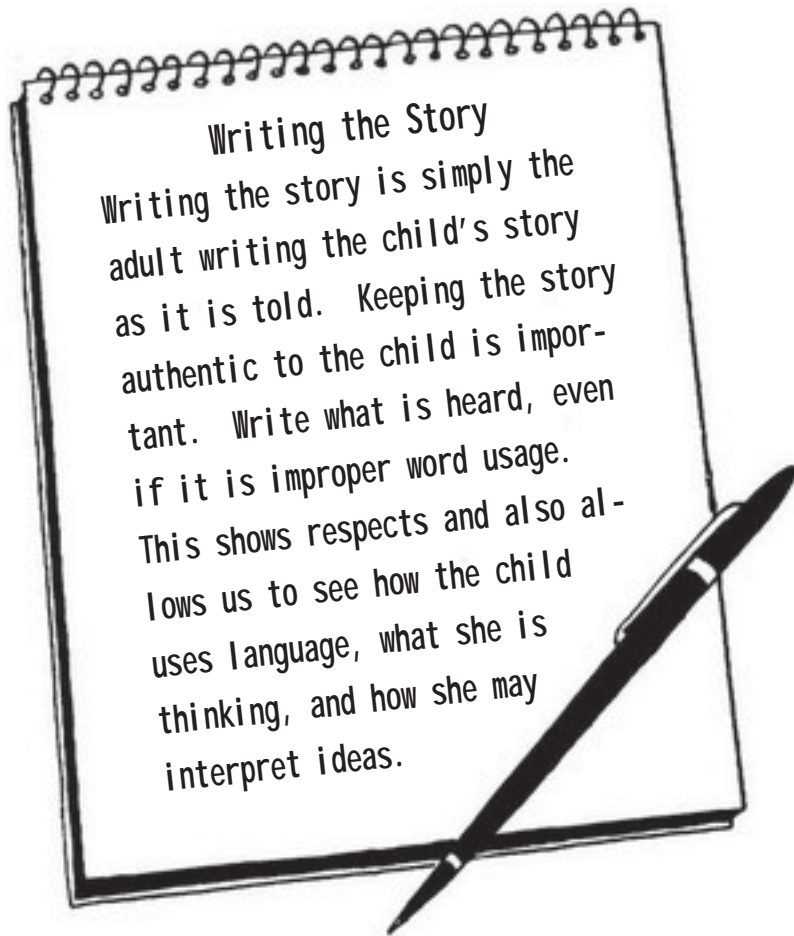 Writing the Story
Writing the story is simply the
adult writing the child's story
as it is told. Keeping the story
authentic to the child is impor-
tant. Write what is heard, even
if it is improper word usage.
This shows respects and also al-
lows us to see how the child
uses language, what she is
thinking, and how she may
interpret ideas.